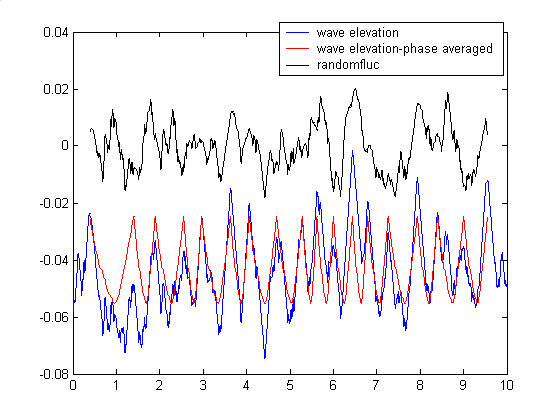 wave elevation
wave elevation-phase averaged
randomfluc
0.04
0.02
0
-0.02
-0.04
-0.06
-0.08
0 1 2 3 4 5 6 7 8 9 10